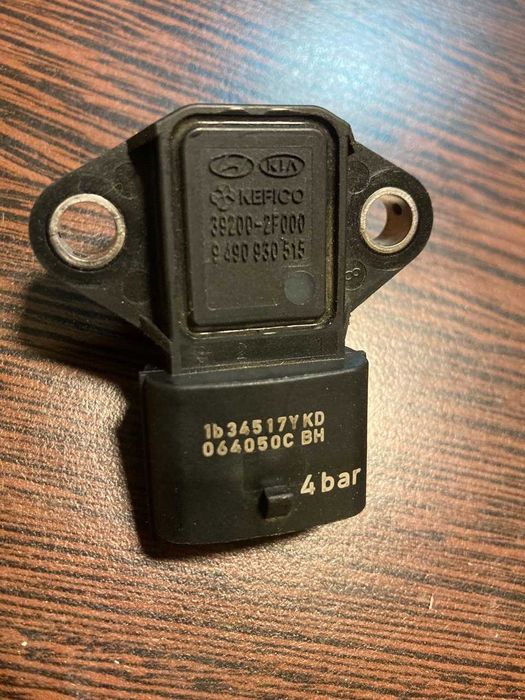 KIA
KEFICO
39200-2F000
9 490 930 515
1b34517YKD
064050C BH
4bar